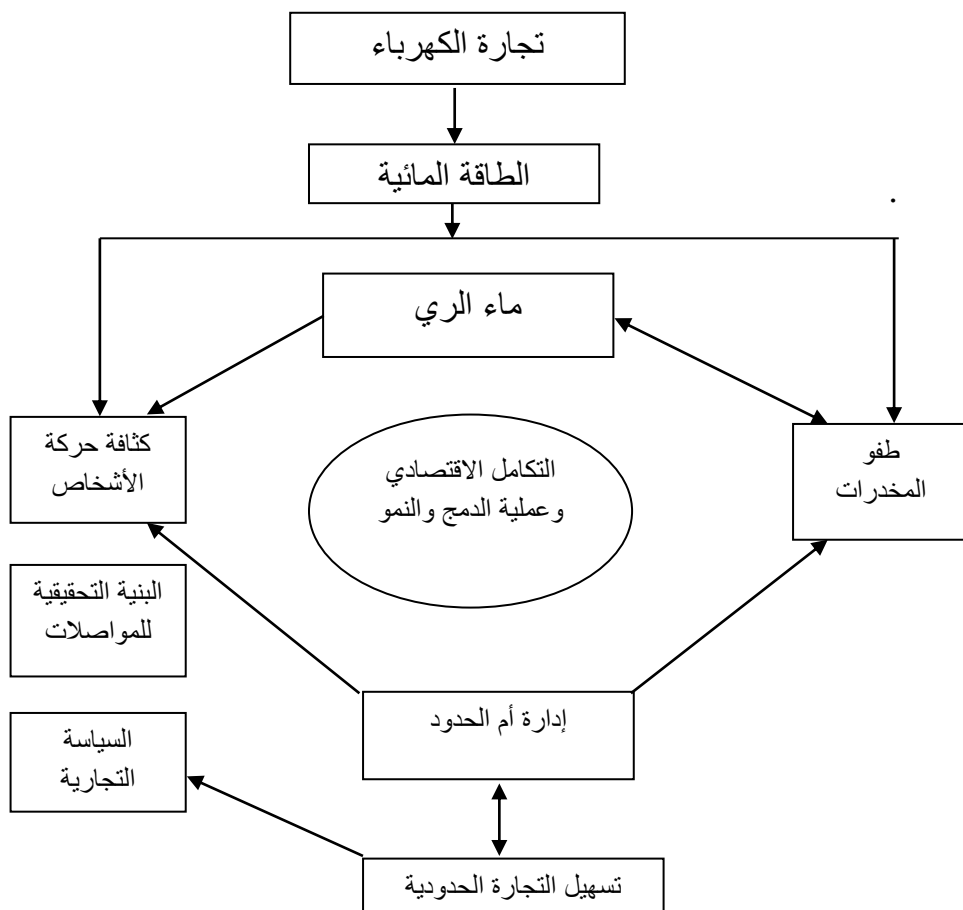 تجارة الكهرباء
الطاقة المائية
.
ماء الري
كثافة حركة
الأشخاص
التكامل الاقتصادي
وعملية الدمج والنمو
طفو
المخدرات
البنية التحقيقية
للمواصلات
إدارة أم الحدود
السياسة
التجارية
تسهيل التجارة الحدودية